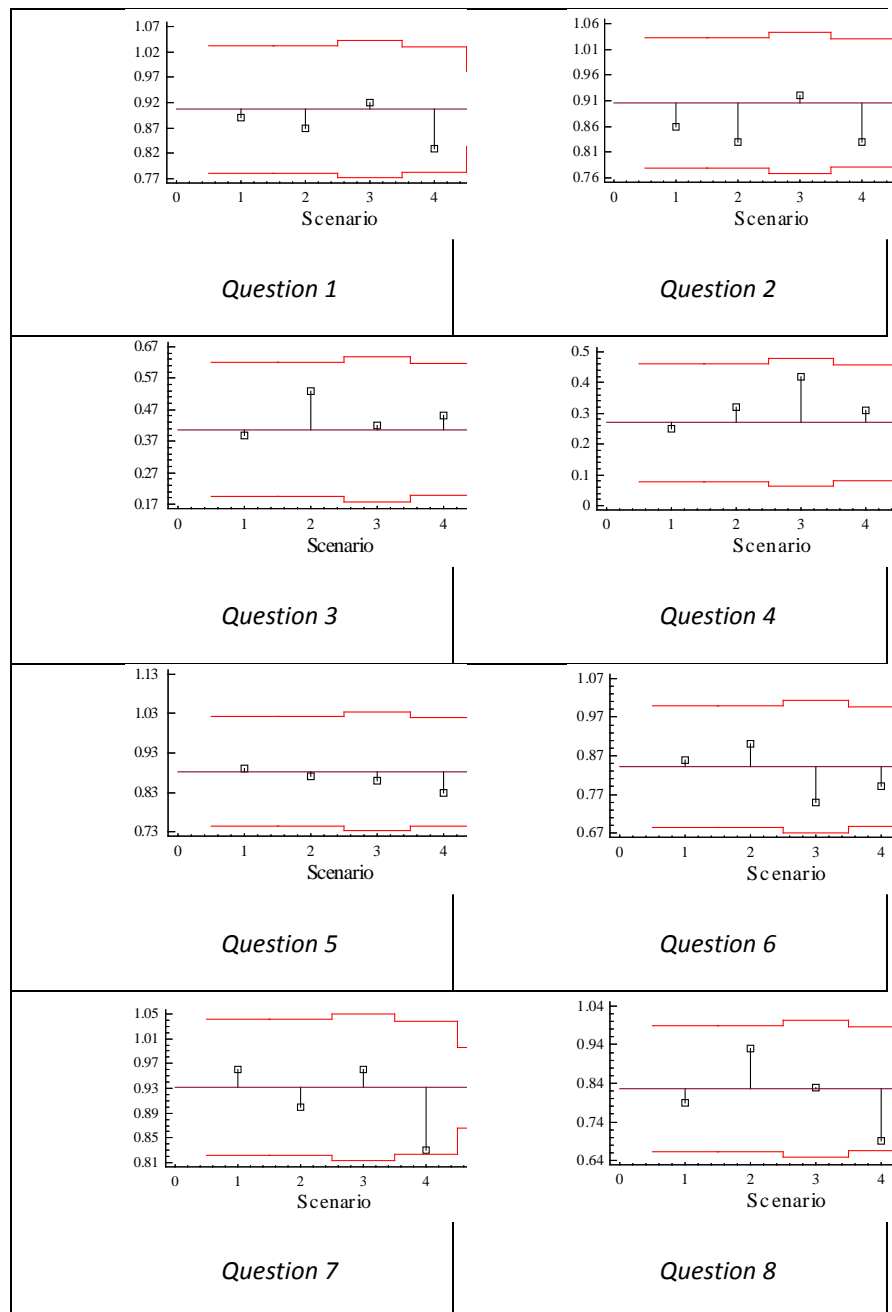 1.07
1.02
0.97
0.92
0.87
0.82
0.77
0 1 2 3 4
Scenario
Question 1
1.06
1.01
0.96
0.91
0.86
0.81
0.76
0 1 2 3 4
Scenario
Question 2
0.67
0.57
0.47
0.37
0.27
0.17
0 1 2 3 4
Scenario
Question 3
0.5
0.4
0.3
0.2
0.1
0
0 1 2 3 4
Scenario
Question 4
1.13
1.03
0.93
0.83
0.73
0 1 2 3 4
Scenario
Question 5
1.07
0.97
0.87
0.77
0.67
0 1 2 3 4
Scenario
Question 6
1.05
1.01
0.97
0.93
0.89
0.85
0.81
0 1 2 3 4
Scenario
Question 7
1.04
0.94
0.84
0.74
0.64
0 1 2 3 4
Scenario
Question 8